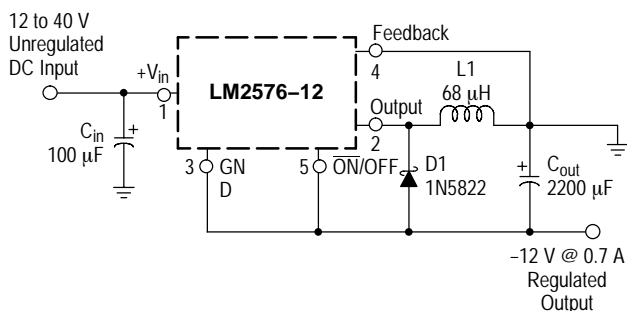 12 to 40 V
Unregulated
DC Input
+Vin
1
Cin
100 µF
+
LM2576–12
Feedback
4
Output
2
3 GN
D
5 ON/OFF
L1
68 µH
D1
1N5822
+
Cout
2200 µF
–12 V @ 0.7 A
Regulated
Output